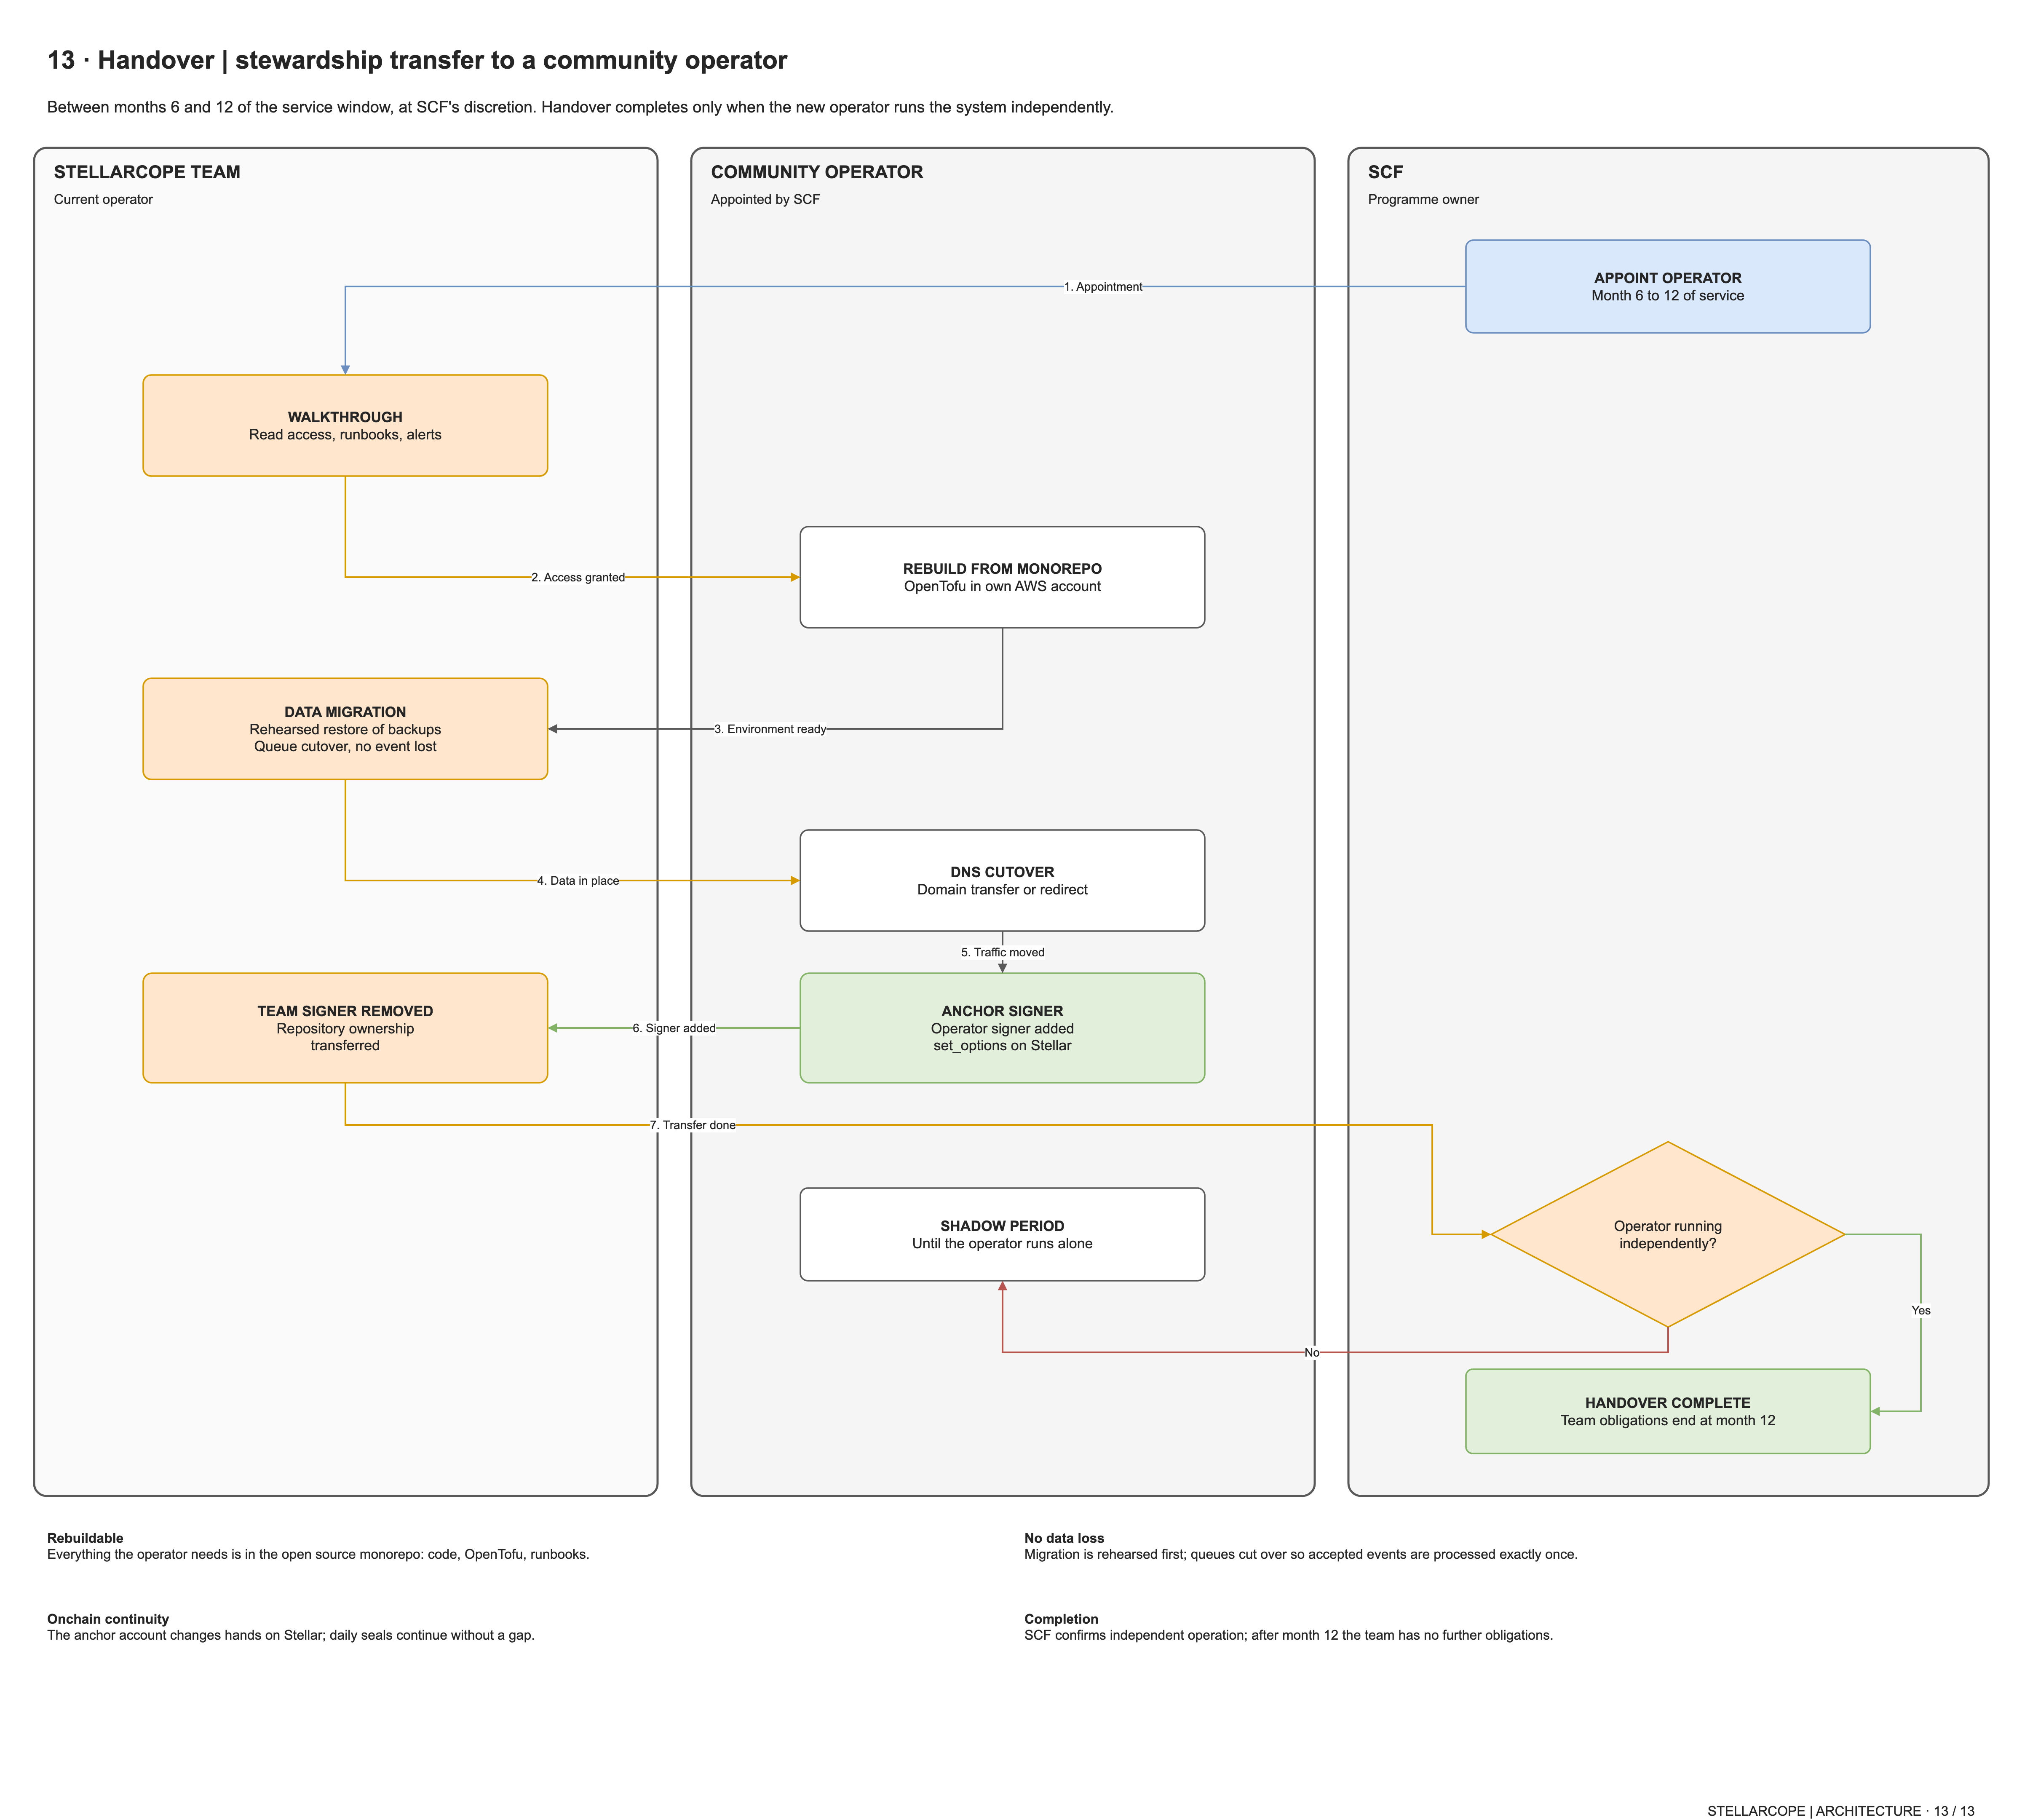 13 · Handover | stewardship transfer to a community operator
Between months 6 and 12 of the service window, at SCF's discretion. Handover completes only when the new operator runs the system independently.
STELLARCOPE TEAM
Current operator
COMMUNITY OPERATOR
Appointed by SCF
SCF
Programme owner
APPOINT OPERATOR
Month 6 to 12 of service
1. Appointment
WALKTHROUGH
Read access, runbooks, alerts
2. Access granted
REBUILD FROM MONOREPO
OpenTofu in own AWS account
3. Environment ready
DATA MIGRATION
Rehearsed restore of backups
Queue cutover, no event lost
4. Data in place
DNS CUTOVER
Domain transfer or redirect
5. Traffic moved
ANCHOR SIGNER
Operator signer added
set_options on Stellar
6. Signer added
TEAM SIGNER REMOVED
Repository ownership
transferred
7. Transfer done
Operator running
independently?
SHADOW PERIOD
Until the operator runs alone
Yes
No
HANDOVER COMPLETE
Team obligations end at month 12
Rebuildable
Everything the operator needs is in the open source monorepo: code, OpenTofu, runbooks.
No data loss
Migration is rehearsed first; queues cut over so accepted events are processed exactly once.
Onchain continuity
The anchor account changes hands on Stellar; daily seals continue without a gap.
Completion
SCF confirms independent operation; after month 12 the team has no further obligations.
STELLARCOPE | ARCHITECTURE · 13 / 13